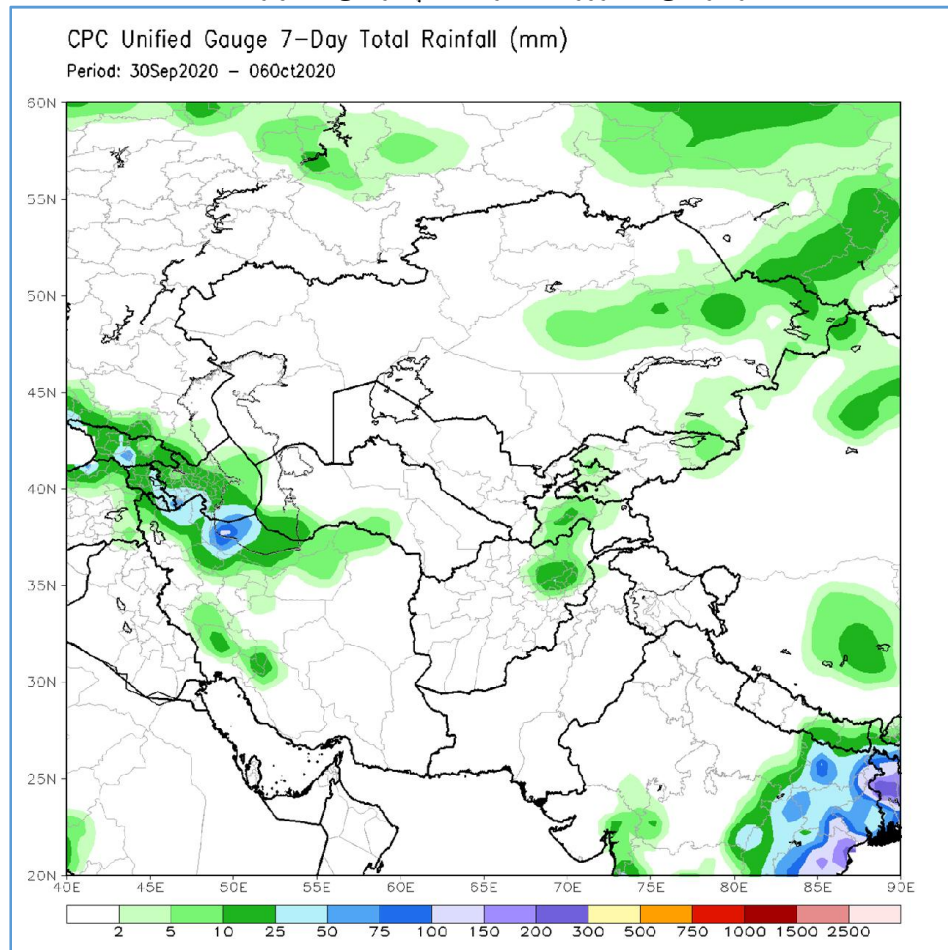 CPC Unified Gauge 7-Day Total Rainfall (mm)
Period: 30Sep2020 - 06Oct2020
60N
55N
50N
45N
40N
35N
30N
25N
20N
40E 45E 50E 55E 60E 65E 70E 75E 80E 85E 90E
2 5 10 25 50 75 100 150 200 300 500 750 1000 1500 2500